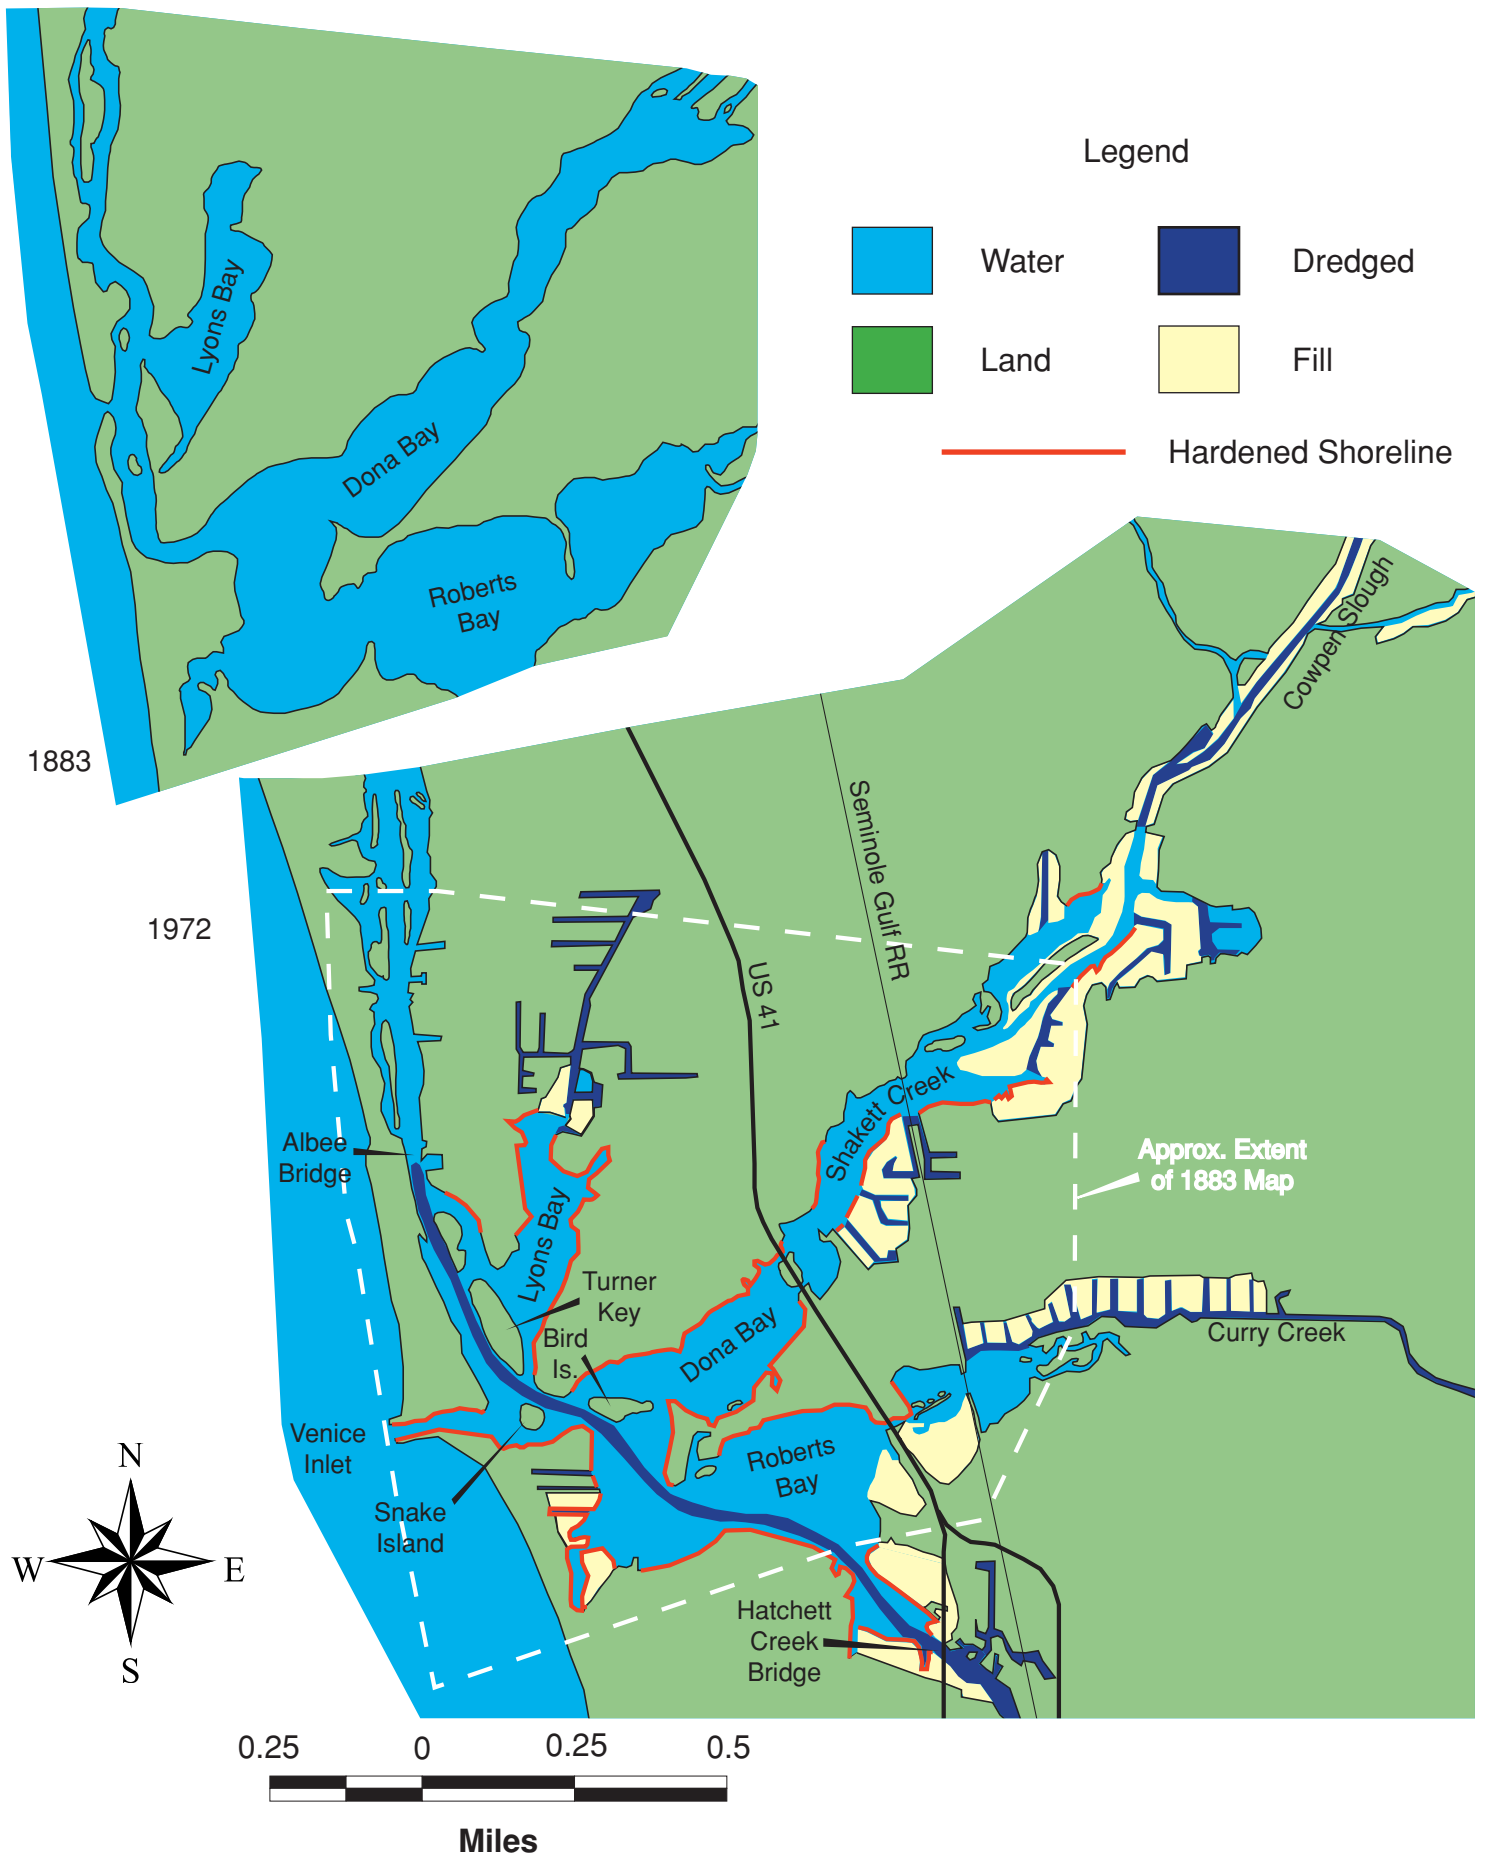 Legend
Water
Dredged
Land
Fill
Hardened Shoreline
Lyons Bay
Dona Bay
Roberts
Bay
1883
1972
Cowpen Slough
Seminole Gulf RR
US 41
Shakett Creek
Albee
Bridge
Approx. Extent
of 1883 Map
Lyons Bay
Turner
Key
Bird
Is.
Dona Bay
Curry Creek
Venice
Inlet
Roberts
Bay
Snake
Island
Hatchett
Creek
Bridge
N
W
E
S
0.25 0 0.25 0.5
Miles